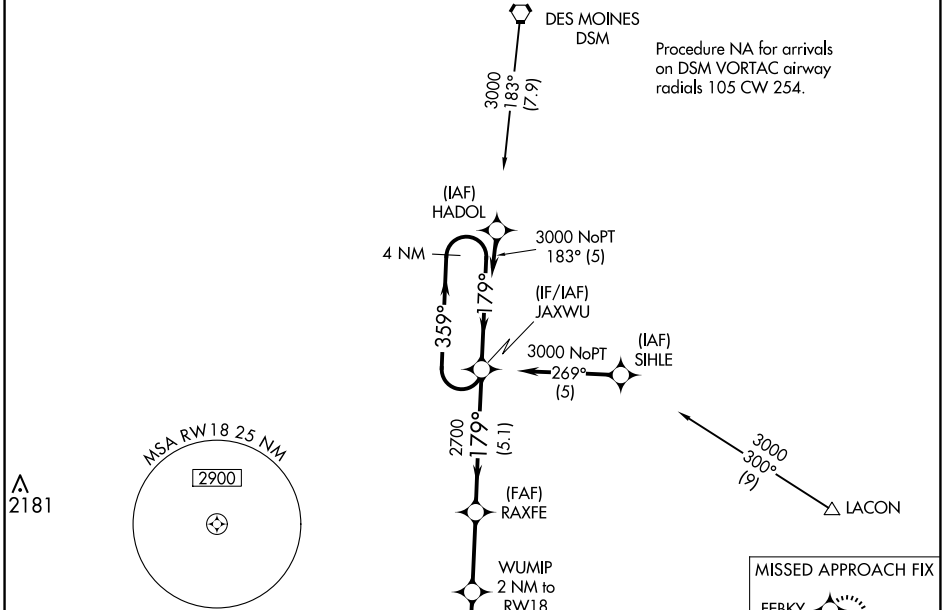 DES MOINES
DSM
Procedure NA for arrivals
on DSM VORTAC airway
radials 105 CW 254.
3000
183°
(7.9)
(IAF)
HADOL
4 NM
3000 NoPT
183° (5)
359°
179°
(IF/IAF)
JAXWU
3000 NoPT
269°
(5)
(IAF)
SIHLE
2700
179°
(5.1)
3000
300°
(9)
LACON
MSA RW18 25 NM
2900
2181
(FAF)
RAXFE
WUMIP
2 NM to
RW18
MISSED APPROACH FIX